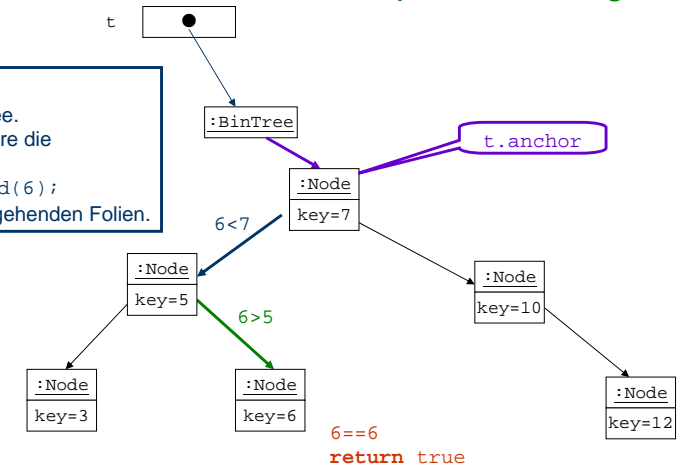 t
ee.
re die
d(6);
gehenden Folien.
:BinTree
t.anchor
:Node
key=7
6<7
:Node
key=5
:Node
key=10
6>5
:Node
key=3
:Node
key=6
:Node
key=12
6==6
return true